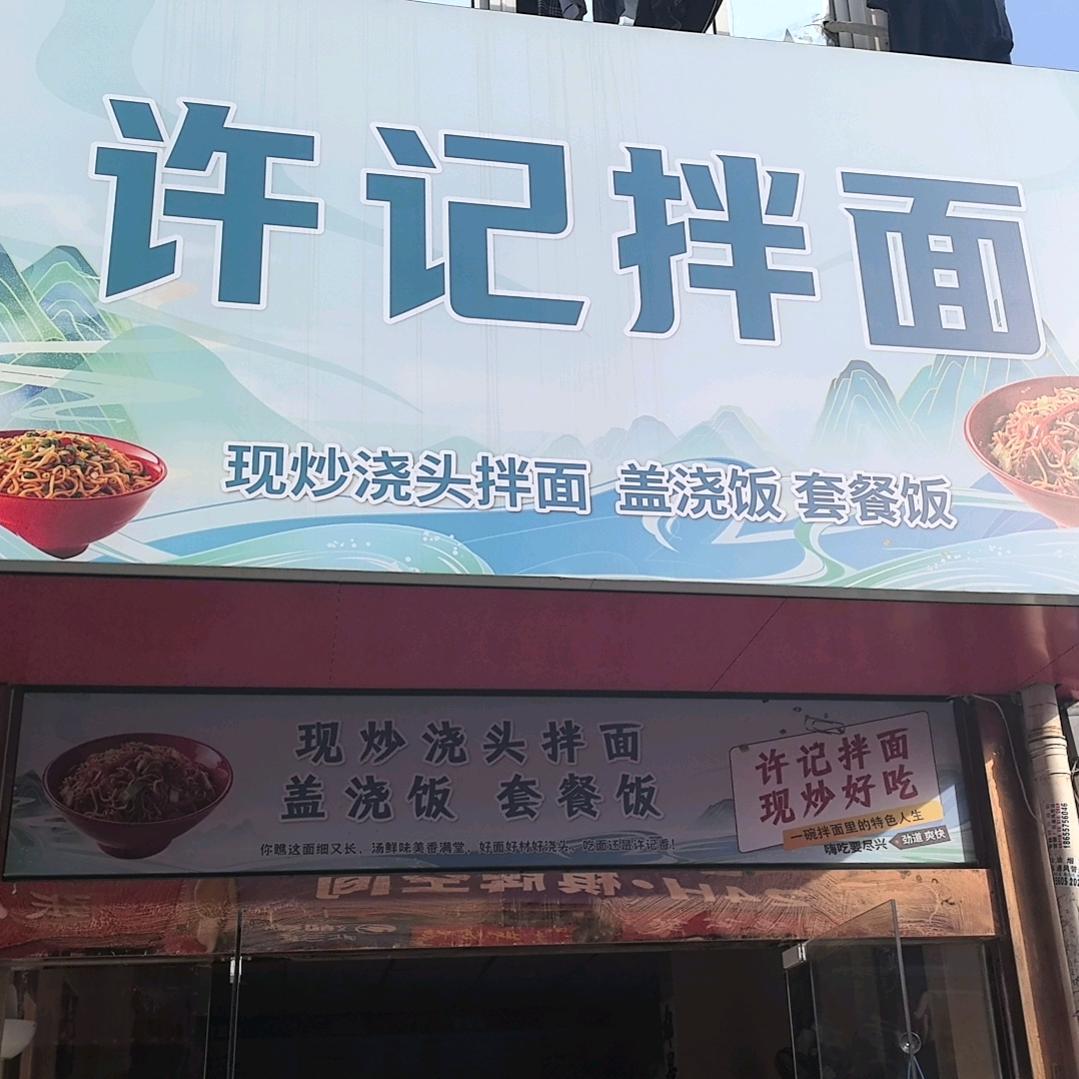 许记拌面
现炒浇头拌面 盖浇饭 套餐饭
现炒浇头拌面
盖浇饭 套餐饭
你瞧这面细又长、汤鲜味美香满堂，好面好材好浇头，吃面还是许记香!
许记拌面
现炒好吃
一碗拌面里的特色人生
嗨吃要尽兴 劲道 爽快
18655756046